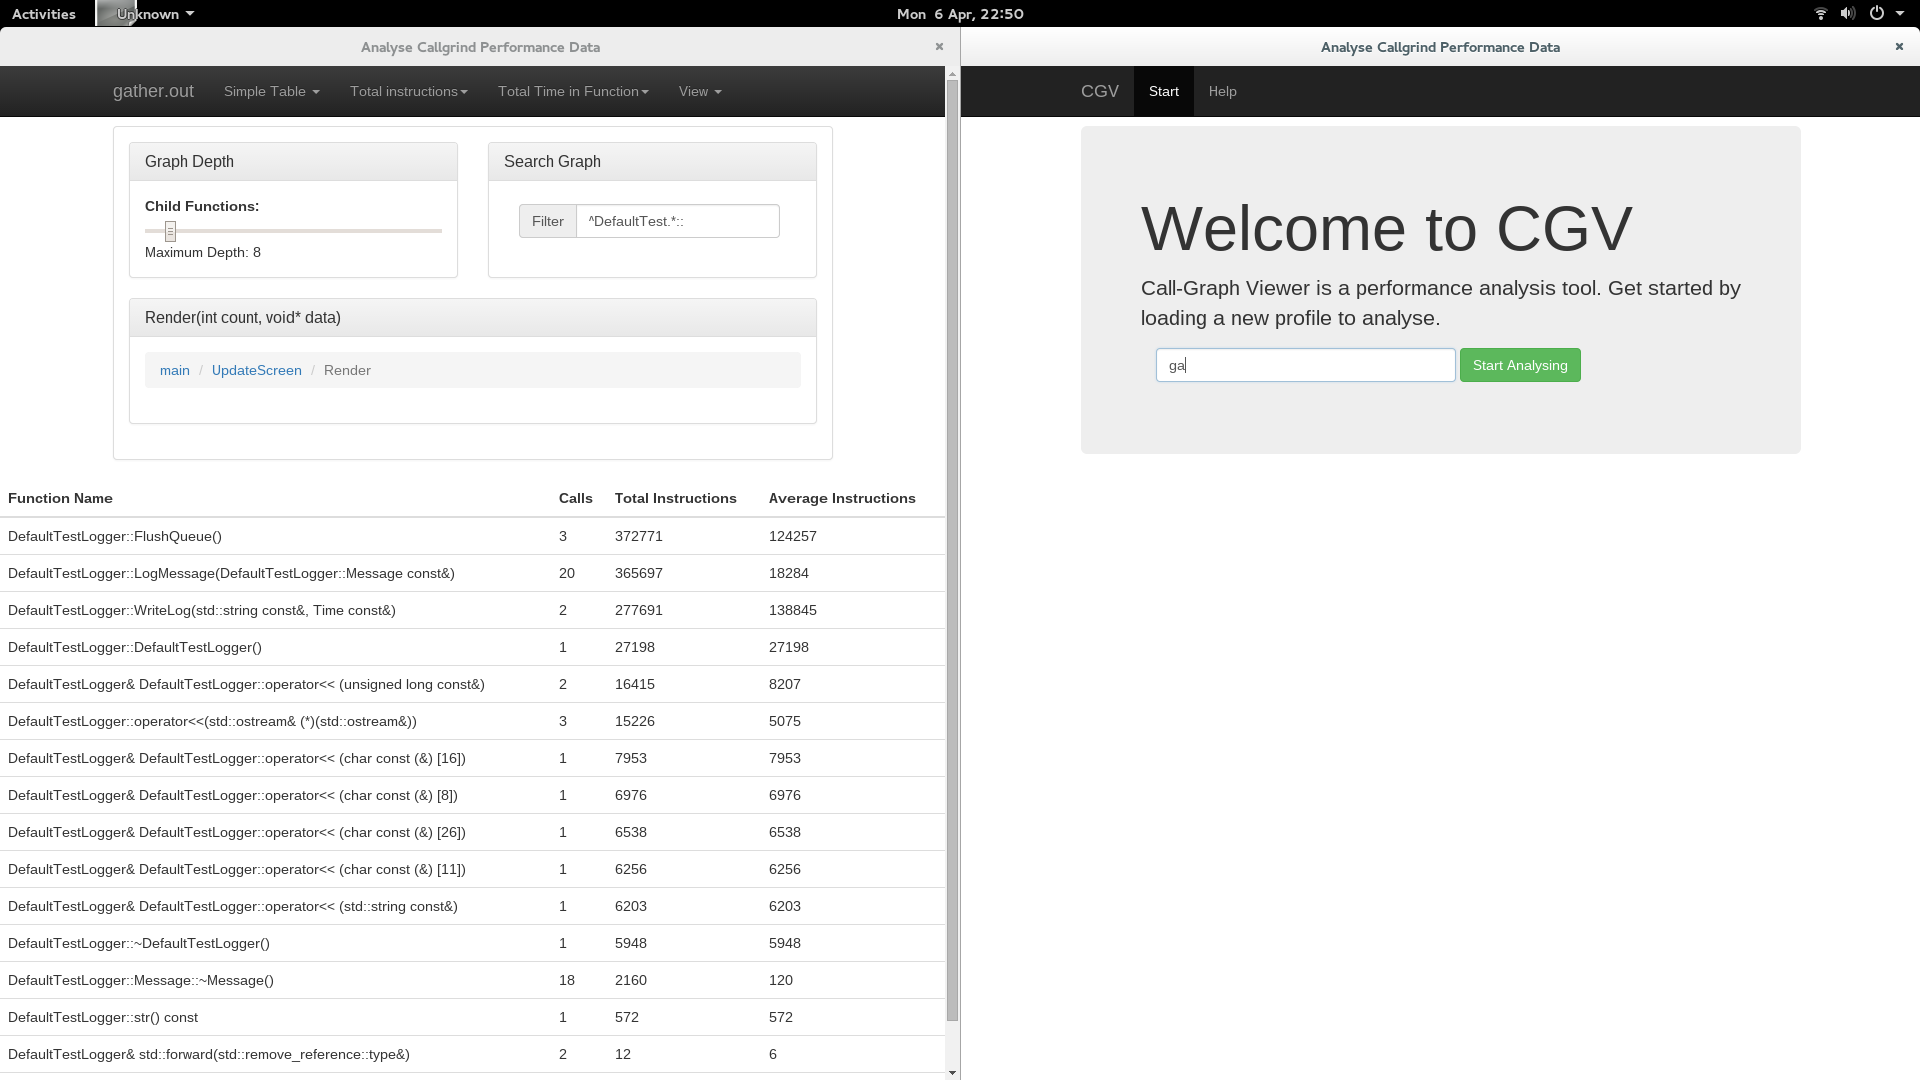 Activities
Unknown
Mon 6 Apr, 22:50
Analyse Callgrind Performance Data
gather.out
Simple Table
Total instructions
Total Time in Function
View
Graph Depth
Child Functions:
Maximum Depth: 8
Search Graph
Filter
^DefaultTest.*::
Render(int count, void* data)
main / UpdateScreen / Render
Function Name Calls Total Instructions Average Instructions
DefaultTestLogger::FlushQueue() 3 372771 124257
DefaultTestLogger::LogMessage(DefaultTestLogger::Message const&) 20 365697 18284
DefaultTestLogger::WriteLog(std::string const&, Time const&) 2 277691 138845
DefaultTestLogger::DefaultTestLogger() 1 27198 27198
DefaultTestLogger& DefaultTestLogger::operator<< (unsigned long const&) 2 16415 8207
DefaultTestLogger::operator<<(std::ostream& (*)(std::ostream&)) 3 15226 5075
DefaultTestLogger& DefaultTestLogger::operator<< (char const (&) [16]) 1 7953 7953
DefaultTestLogger& DefaultTestLogger::operator<< (char const (&) [8]) 1 6976 6976
DefaultTestLogger& DefaultTestLogger::operator<< (char const (&) [26]) 1 6538 6538
DefaultTestLogger& DefaultTestLogger::operator<< (char const (&) [11]) 1 6256 6256
DefaultTestLogger& DefaultTestLogger::operator<< (std::string const&) 1 6203 6203
DefaultTestLogger::~DefaultTestLogger() 1 5948 5948
DefaultTestLogger::Message::~Message() 18 2160 120
DefaultTestLogger::str() const 1 572 572
DefaultTestLogger& std::forward(std::remove_reference::type&) 2 12 6
Analyse Callgrind Performance Data
CGV
Start
Help
Welcome to CGV
Call-Graph Viewer is a performance analysis tool. Get started by
loading a new profile to analyse.
ga
Start Analysing